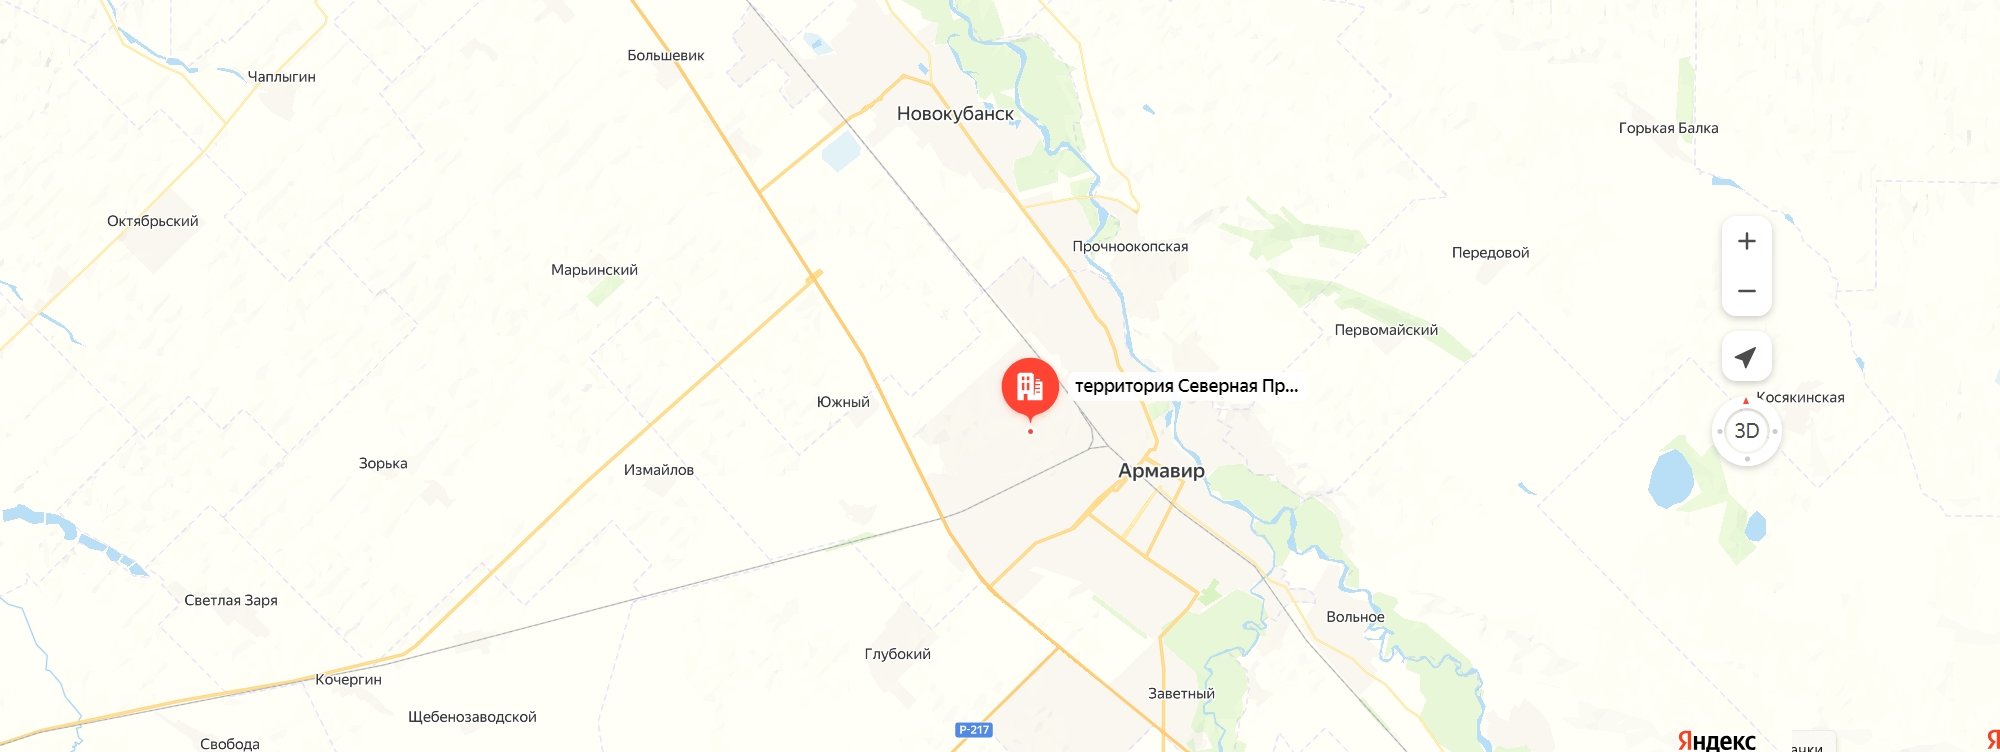 Большевик
Чаплыгин
Новокубанск
Горькая Балка
Октябрьский
Прочноокопская
Передовой
Марьинский
Первомайский
территория Северная Пр...
Косякинская
Южный
3D
Зорька
Измайлов
Армавир
Светлая Заря
Вольное
Глубокий
Кочергин
Заветный
Щебенозаводской
Р-217
Свобода
Яндекс
Я